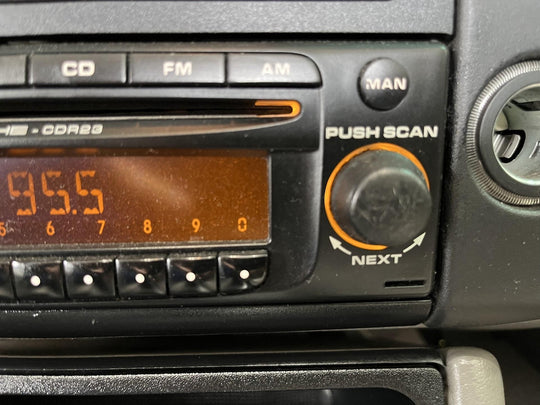 CD FM AM MAN
CDR23
PUSH SCAN
95.5
6 7 8 9 0
NEXT